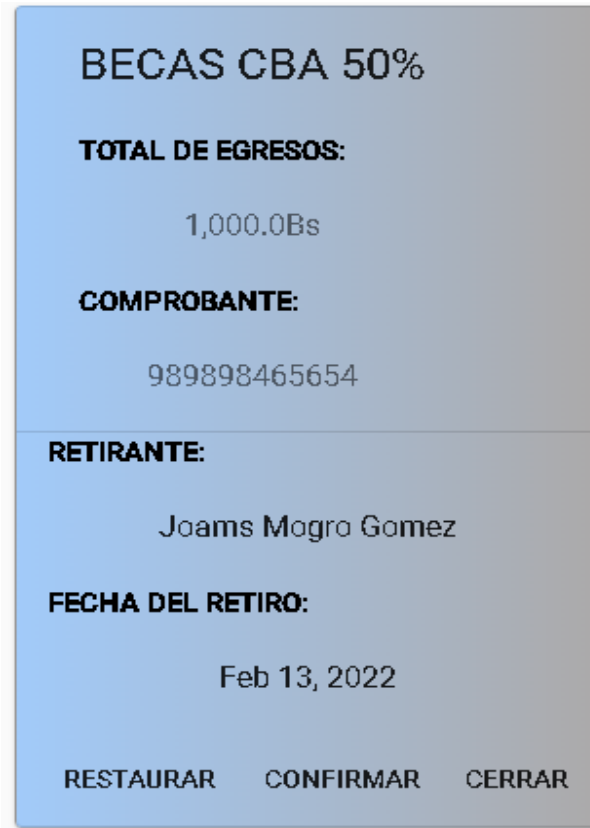 BECAS CBA 50%
TOTAL DE EGRESOS:
1,000.0Bs
COMPROBANTE:
989898465654
RETIRANTE:
Joams Mogro Gomez
FECHA DEL RETIRO:
Feb 13, 2022
RESTAURAR CONFIRMAR CERRAR